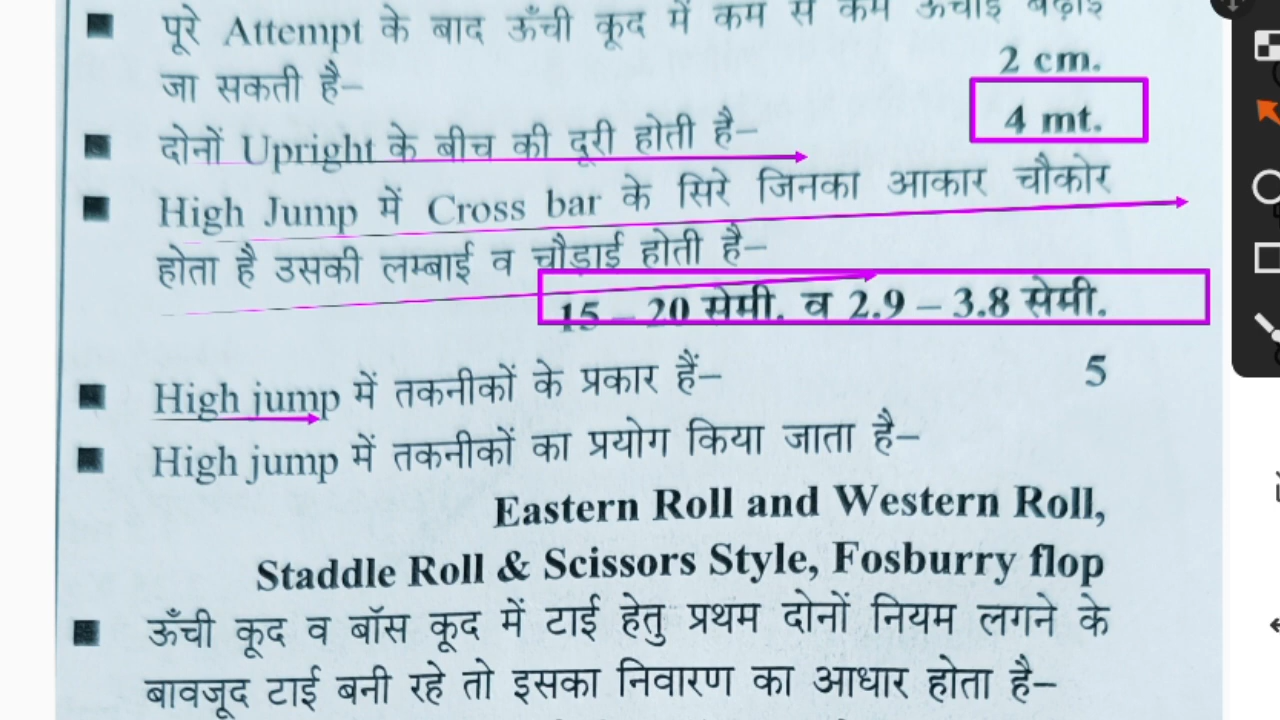 ■ पूरे Attempt के बाद ऊँची कूद में कम से कम ऊंचाई बढ़ाई
जा सकती है– 2 cm.
■ दोनों Upright के बीच की दूरी होती है– 4 mt.
■ High Jump में Cross bar के सिरे जिनका आकार चौकोर
होता है उसकी लम्बाई व चौड़ाई होती है–
15 – 20 सेमी. व 2.9 – 3.8 सेमी.
■ High jump में तकनीकों के प्रकार हैं– 5
■ High jump में तकनीकों का प्रयोग किया जाता है–
Eastern Roll and Western Roll,
Staddle Roll & Scissors Style, Fosburry flop
■ ऊँची कूद व बॉस कूद में टाई हेतु प्रथम दोनों नियम लगने के
बावजूद टाई बनी रहे तो इसका निवारण का आधार होता है–